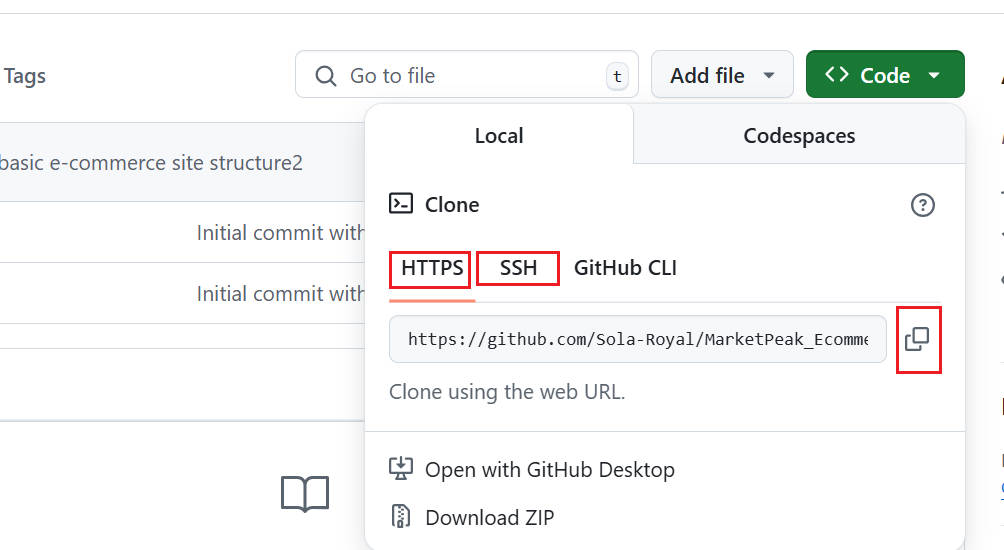 Tags
Go to file
t
Add file
Code
Local
Codespaces
basic e-commerce site structure2
Clone
Initial commit with
HTTPS
SSH
GitHub CLI
Initial commit with
https://github.com/Sola-Royal/MarketPeak_Ecomme
Clone using the web URL.
Open with GitHub Desktop
Download ZIP